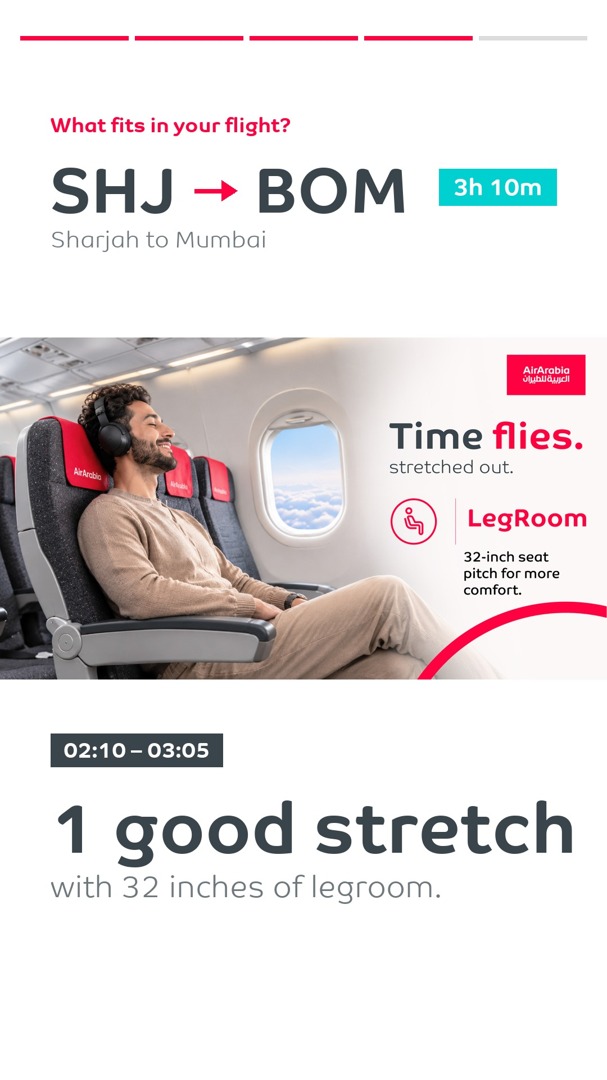 What fits in your flight?
SHJ → BOM
3h 10m
Sharjah to Mumbai
AirArabia
العربية للطيران
Time flies.
stretched out.
LegRoom
32-inch seat
pitch for more
comfort.
AirArabia
AirArabia
AirArabia
02:10 – 03:05
1 good stretch
with 32 inches of legroom.